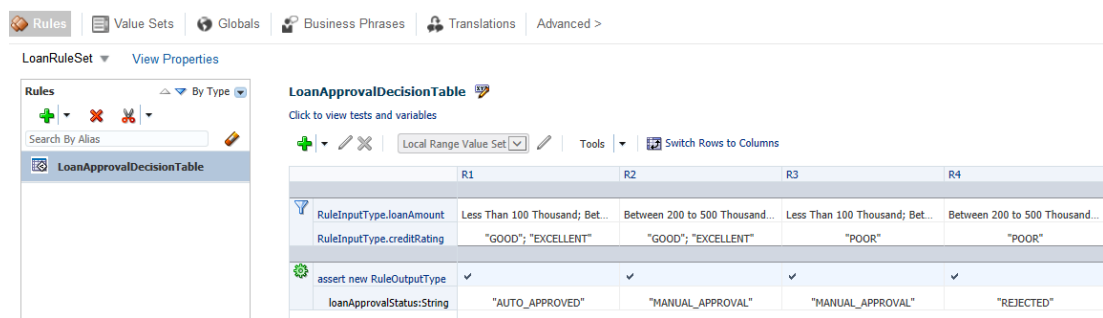 Rules Value Sets Globals Business Phrases Translations Advanced >
LoanRuleSet View Properties
Rules By Type
Search By Alias
LoanApprovalDecisionTable
LoanApprovalDecisionTable
Click to view tests and variables
Local Range Value Set Tools Switch Rows to Columns
R1 R2 R3 R4
RuleInputType.loanAmount Less Than 100 Thousand; Bet... Between 200 to 500 Thousand... Less Than 100 Thousand; Bet... Between 200 to 500 Thousand...
RuleInputType.creditRating "GOOD"; "EXCELLENT" "GOOD"; "EXCELLENT" "POOR" "POOR"
assert new RuleOutputType
loanApprovalStatus:String "AUTO_APPROVED" "MANUAL_APPROVAL" "MANUAL_APPROVAL" "REJECTED"